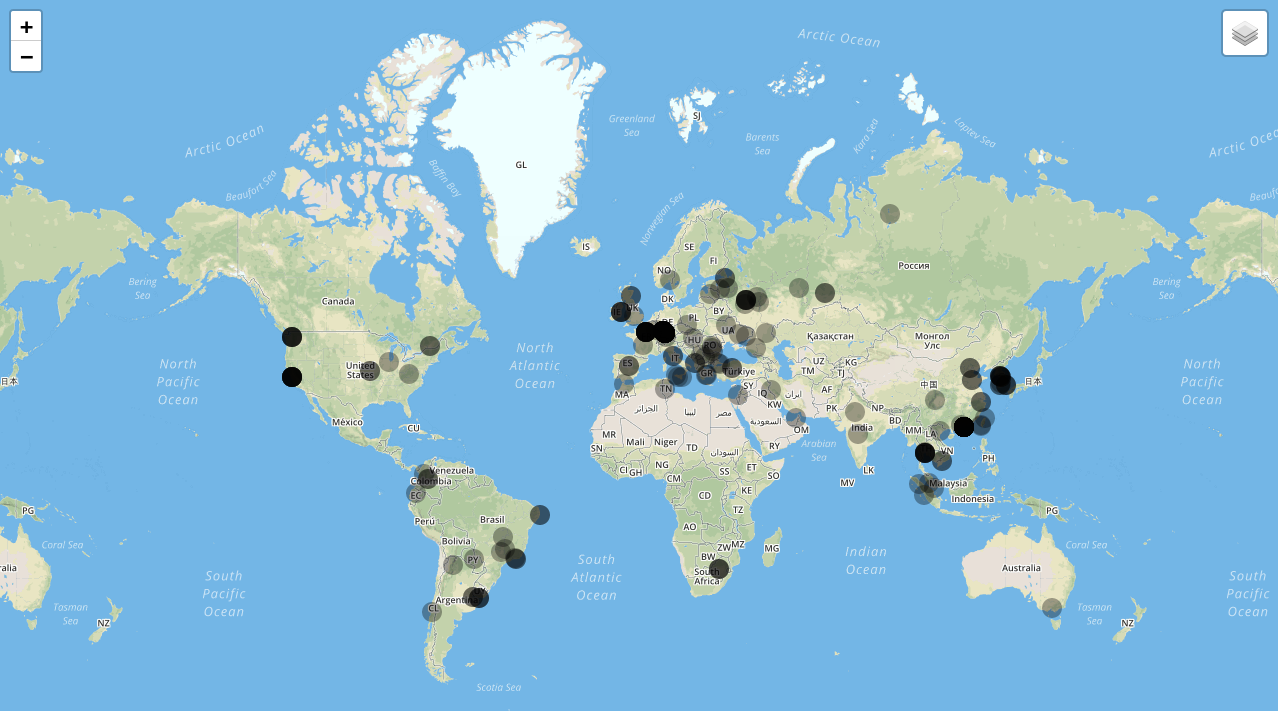 +
−
Arctic Ocean
Arctic Ocean
Greenland
Sea
SJ
Barents
Sea
Kara Sea
Laptev Sea
GL
Baffin Bay
Beaufort Sea
Norwegian Sea
IS
SE
FI
NO
Россия
Bering
Sea
Bering
Sea
Canada
DK
UK
IE
BY
PL
DE
UA
HU
RO
Қазақстан
Монгол
Улс
North
Pacific
Ocean
North
Atlantic
Ocean
North
Pacific
Ocean
United
States
ES
IT
GR
Türkiye
UZ
TM
KG
TJ
日本
中国
日本
MA
TN
SY
IQ
ایران
AF
KW
PK
NP
BD
الجزائر
ليبيا
مصر
السعودية
OM
India
MM
LA
México
CU
MR
Mali
Niger
TD
السودان
RY
Arabian
Sea
VN
PH
SN
CI
GH
NG
CM
SS
ET
SO
LK
MV
Malaysia
Indonesia
Venezuela
Colombia
EC
CD
KE
TZ
PG
PG
Perú
Brasil
AO
Bolivia
ZW
MZ
MG
BW
PY
South
Atlantic
Ocean
Indian
Ocean
Coral Sea
Coral Sea
South
Africa
Australia
South
Pacific
Ocean
South
Pacific
Ocean
UY
Argentina
CL
Tasman
Sea
Tasman
Sea
NZ
NZ
Scotia Sea